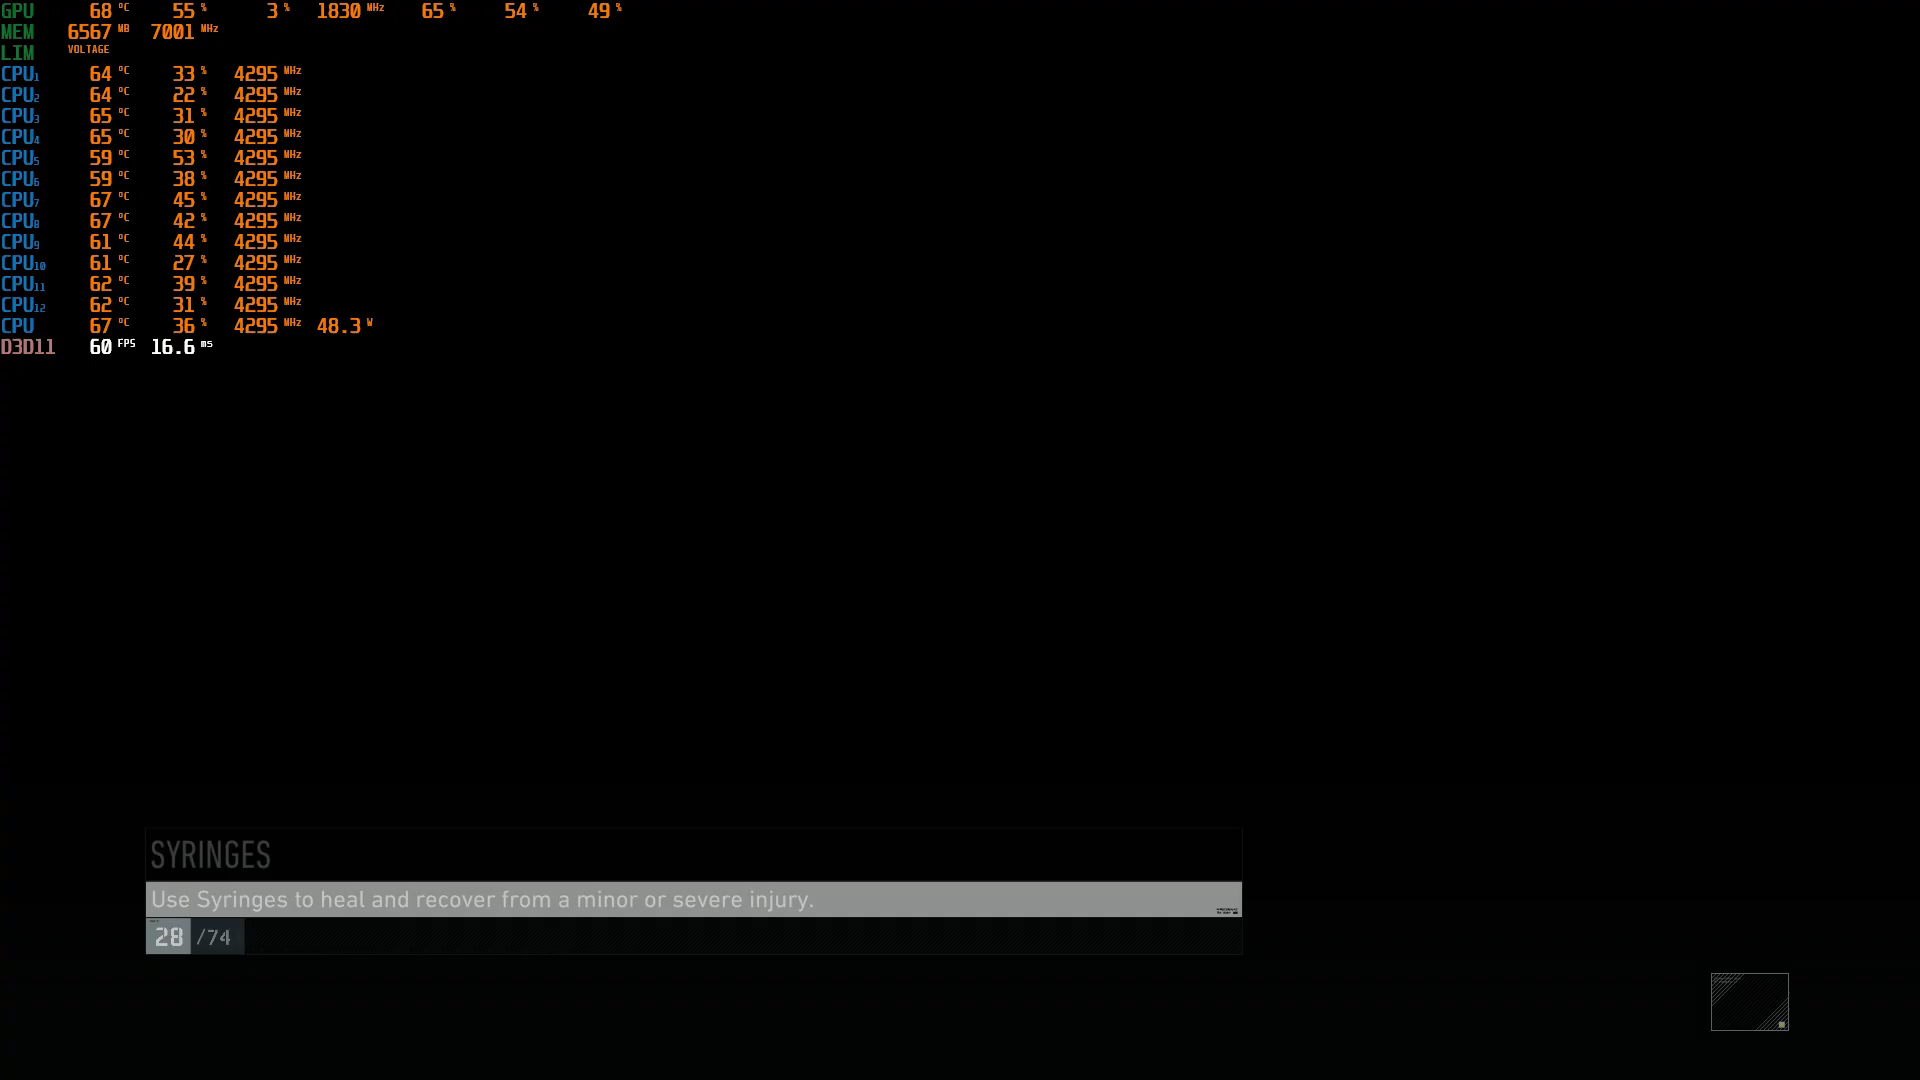 GPU 68 °C 55 % 3 % 1830 MHz 65 % 54 % 49 %
MEM 6567 MB 7001 MHz
LIM VOLTAGE
CPU1 64 °C 33 % 4295 MHz
CPU2 64 °C 22 % 4295 MHz
CPU3 65 °C 31 % 4295 MHz
CPU4 65 °C 30 % 4295 MHz
CPU5 59 °C 53 % 4295 MHz
CPU6 59 °C 38 % 4295 MHz
CPU7 67 °C 45 % 4295 MHz
CPU8 67 °C 42 % 4295 MHz
CPU9 61 °C 44 % 4295 MHz
CPU10 61 °C 27 % 4295 MHz
CPU11 62 °C 39 % 4295 MHz
CPU12 62 °C 31 % 4295 MHz
CPU 67 °C 36 % 4295 MHz 48.3 W
D3D11 60 FPS 16.6 ms
SYRINGES
Use Syringes to heal and recover from a minor or severe injury.
28 /74